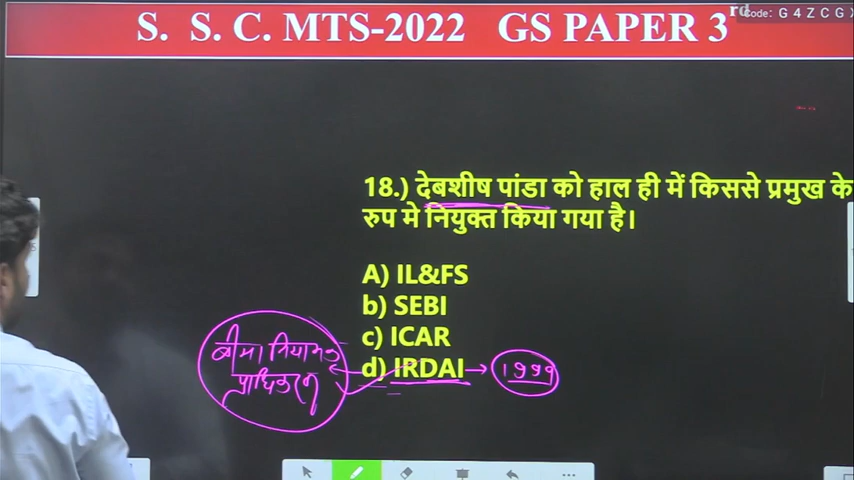 S. S. C. MTS-2022 GS PAPER 3
Code: G 4 Z C G X
18.) देबशीष पांडा को हाल ही में किससे प्रमुख के
रुप मे नियुक्त किया गया है।
A) IL&FS
b) SEBI
c) ICAR
d) IRDAI → 1999
बीमा नियामक
प्राधिकरण